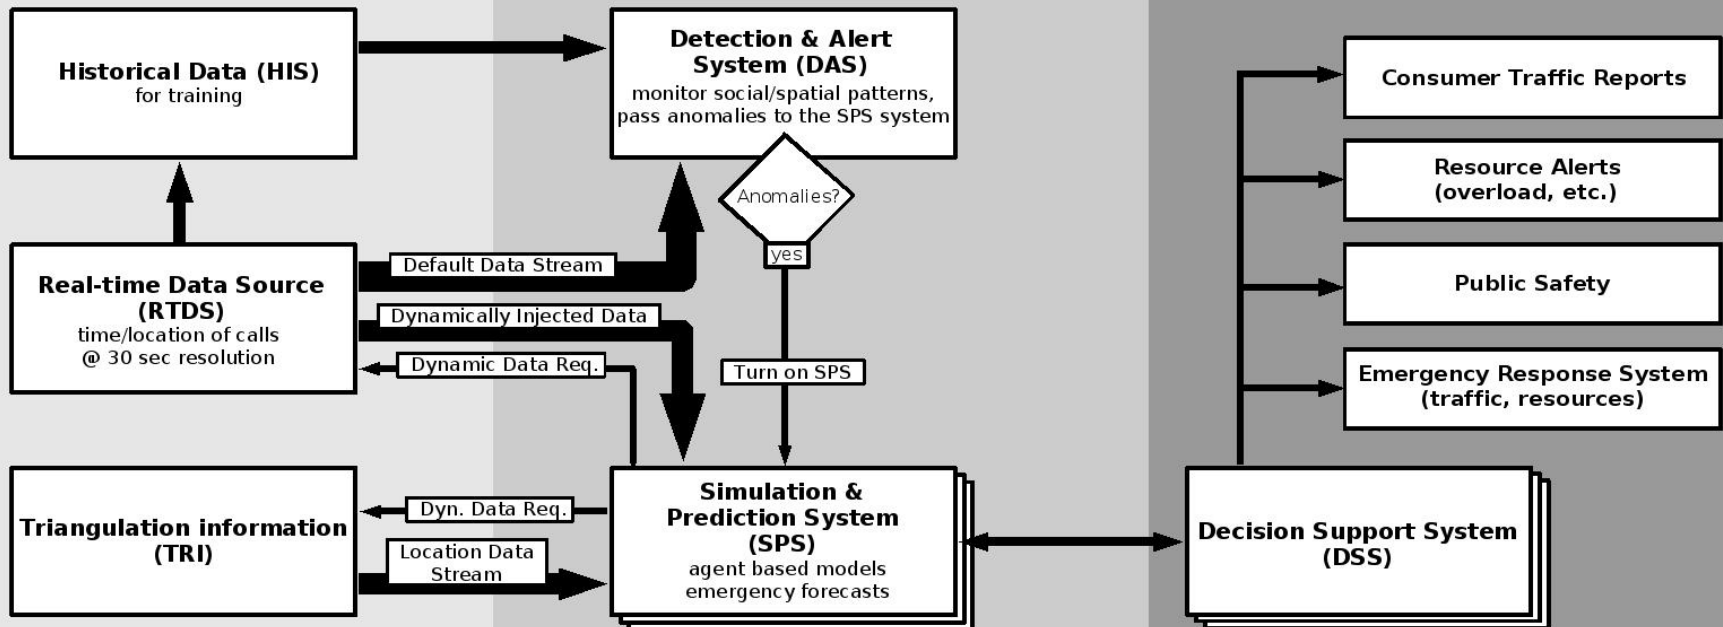 Historical Data (HIS)
for training
Detection & Alert
System (DAS)
monitor social/spatial patterns,
pass anomalies to the SPS system
Anomalies?
yes
Turn on SPS
Real-time Data Source
(RTDS)
time/location of calls
@ 30 sec resolution
Default Data Stream
Dynamically Injected Data
Dynamic Data Req.
Triangulation information
(TRI)
Dyn. Data Req.
Location Data
Stream
Simulation &
Prediction System
(SPS)
agent based models
emergency forecasts
Decision Support System
(DSS)
Consumer Traffic Reports
Resource Alerts
(overload, etc.)
Public Safety
Emergency Response System
(traffic, resources)